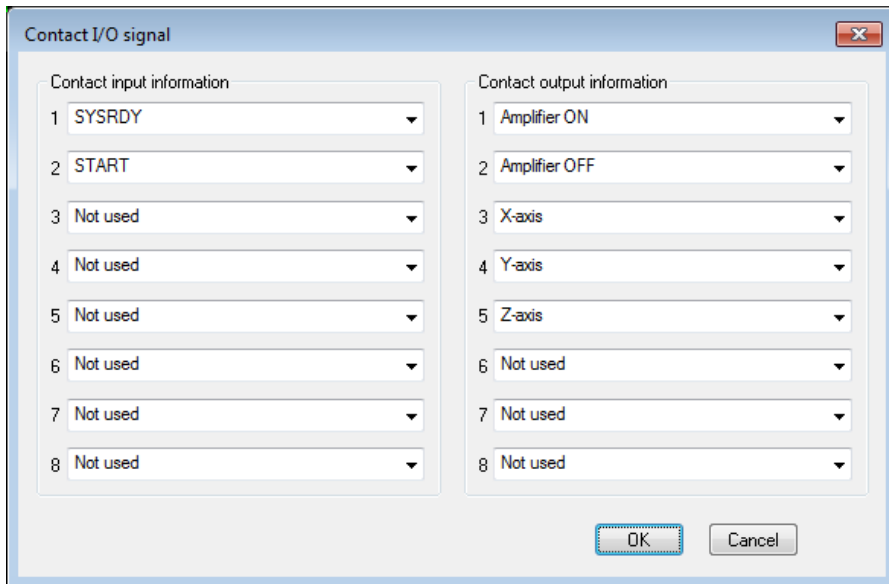 Contact I/O signal
Contact input information
1 SYSRDY
2 START
3 Not used
4 Not used
5 Not used
6 Not used
7 Not used
8 Not used
Contact output information
1 Amplifier ON
2 Amplifier OFF
3 X-axis
4 Y-axis
5 Z-axis
6 Not used
7 Not used
8 Not used
OK Cancel